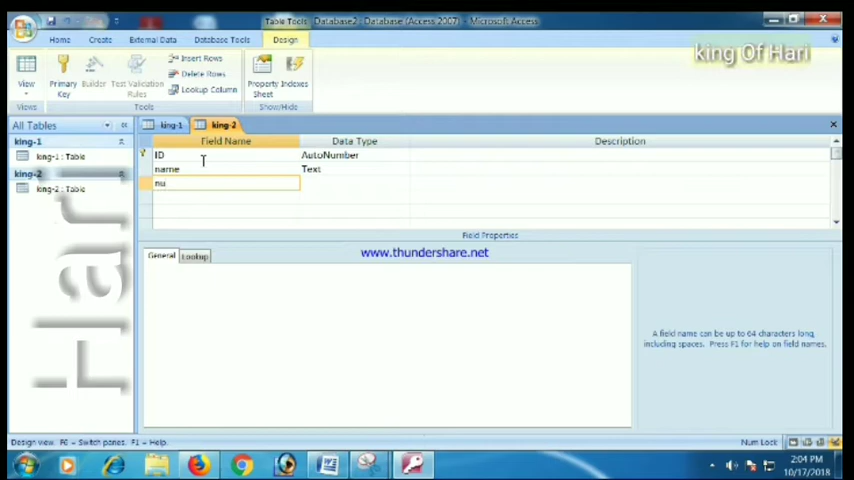 Table Tools Database2 : Database (Access 2007) - Microsoft Access
Home Create External Data Database Tools Design
king Of Hari
View
Primary Key
Builder
Test Validation Rules
Insert Rows
Delete Rows
Lookup Column
Property Sheet
Indexes
Views
Tools
Show/Hide
All Tables
king-1
king-1 : Table
king-2
king-2 : Table
king-1 king-2
Field Name Data Type Description
ID AutoNumber
name Text
nu
Field Properties
General Lookup
www.thundershare.net
A field name can be up to 64 characters long,
including spaces. Press F1 for help on field names.
Hari
Design view. F6 = Switch panes. F1 = Help.
Num Lock
2:04 PM
10/17/2018